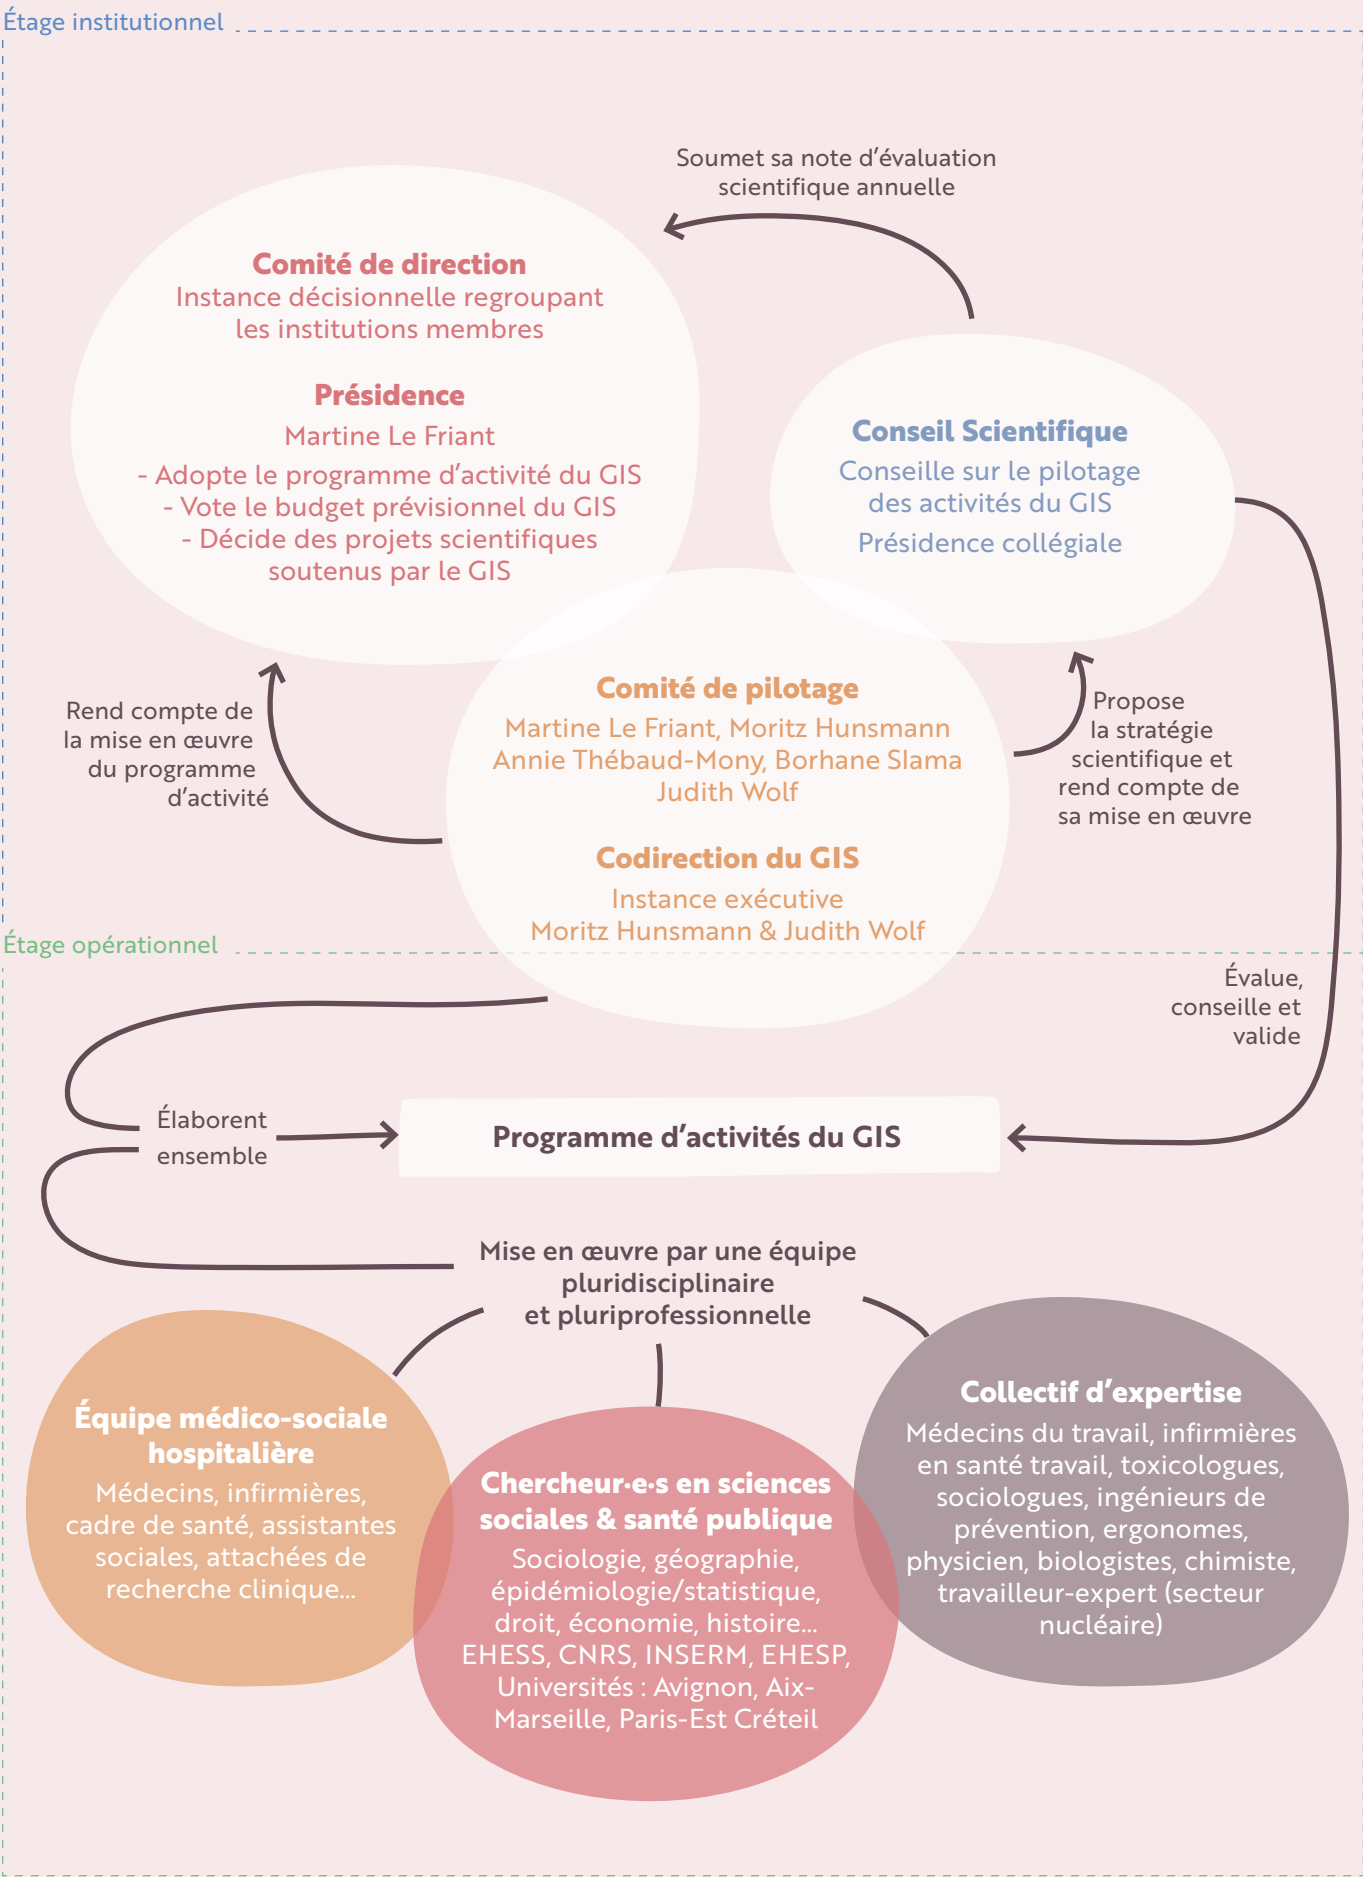 Étage institutionnel
Soumet sa note d’évaluation
scientifique annuelle
Comité de direction
Instance décisionnelle regroupant
les institutions membres
Présidence
Martine Le Friant
- Adopte le programme d’activité du GIS
- Vote le budget prévisionnel du GIS
- Décide des projets scientifiques
soutenus par le GIS
Conseil Scientifique
Conseille sur le pilotage
des activités du GIS
Présidence collégiale
Rend compte de
la mise en œuvre
du programme
d’activité
Comité de pilotage
Martine Le Friant, Moritz Hunsmann
Annie Thébaud-Mony, Borhane Slama
Judith Wolf
Codirection du GIS
Instance exécutive
Moritz Hunsmann & Judith Wolf
Propose
la stratégie
scientifique et
rend compte de
sa mise en œuvre
Étage opérationnel
Évalue,
conseille et
valide
Élaborent
ensemble
Programme d’activités du GIS
Mise en œuvre par une équipe
pluridisciplinaire
et pluriprofessionnelle
Équipe médico-sociale
hospitalière
Médecins, infirmières,
cadre de santé, assistantes
sociales, attachées de
recherche clinique...
Chercheur·e·s en sciences
sociales & santé publique
Sociologie, géographie,
épidémiologie/statistique,
droit, économie, histoire...
EHESS, CNRS, INSERM, EHESP,
Universités : Avignon, Aix-
Marseille, Paris-Est Créteil
Collectif d’expertise
Médecins du travail, infirmières
en santé travail, toxicologues,
sociologues, ingénieurs de
prévention, ergonomes,
physicien, biologistes, chimiste,
travailleur-expert (secteur
nucléaire)